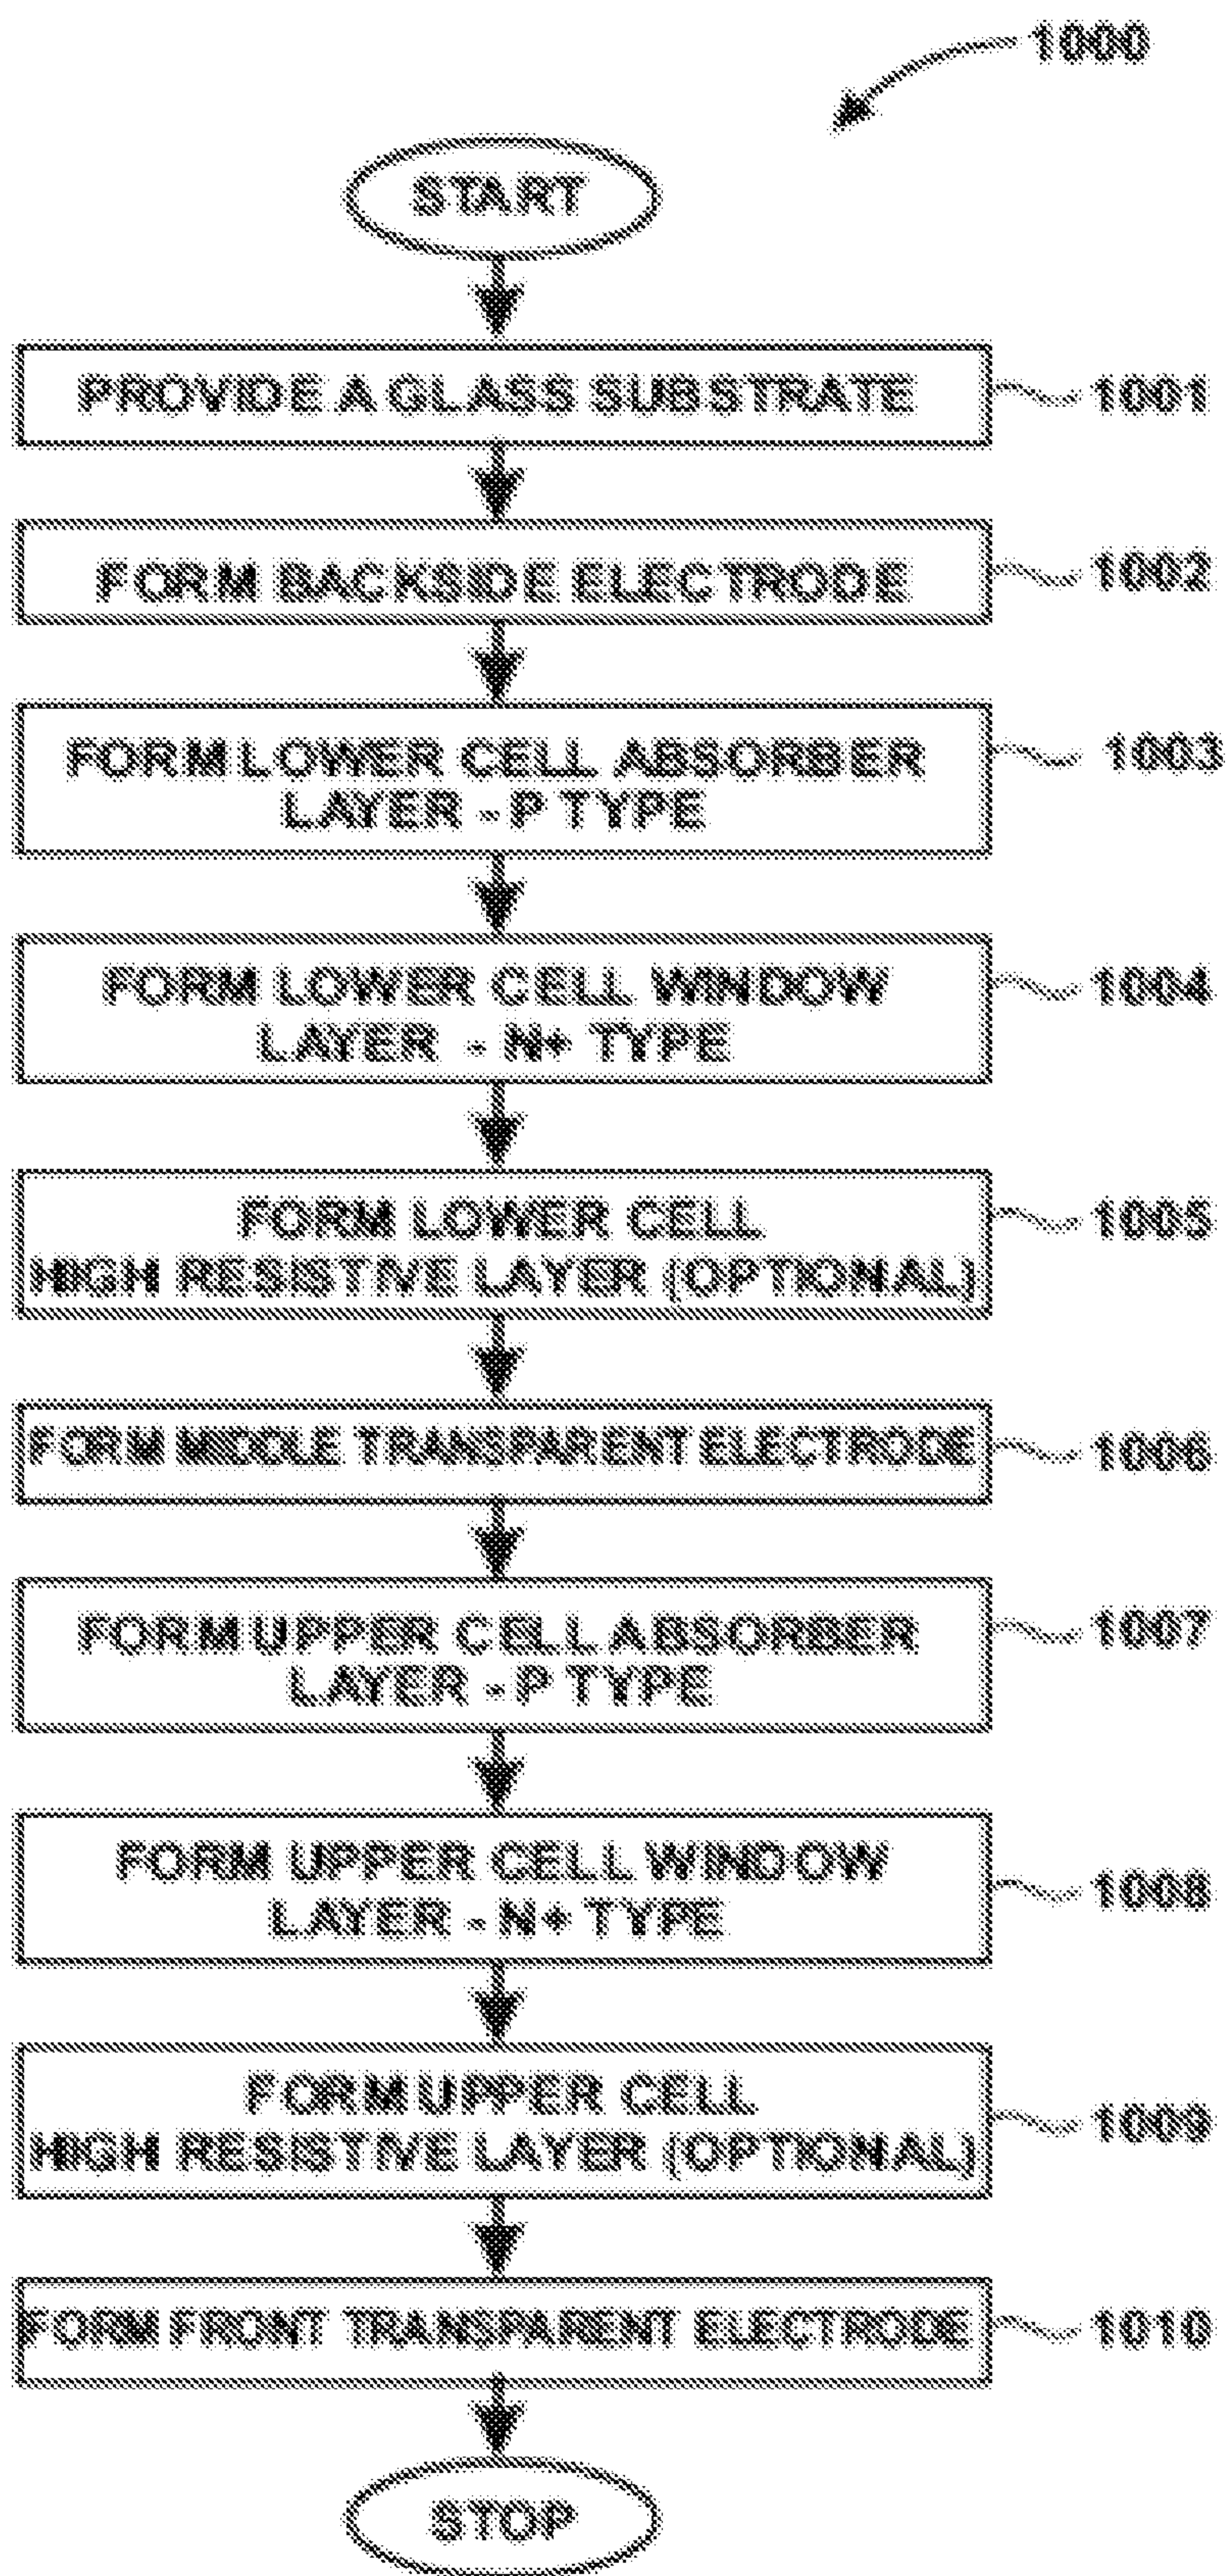 1000
START
PROVIDE A GLASS SUBSTRATE
1001
FORM BACKSIDE ELECTRODE
1002
FORM LOWER CELL ABSORBER
LAYER - P TYPE
1003
FORM LOWER CELL WINDOW
LAYER - N+ TYPE
1004
FORM LOWER CELL
HIGH RESISTIVE LAYER (OPTIONAL)
1005
FORM MIDDLE TRANSPARENT ELECTRODE
1006
FORM UPPER CELL ABSORBER
LAYER - P TYPE
1007
FORM UPPER CELL WINDOW
LAYER - N+ TYPE
1008
FORM UPPER CELL
HIGH RESISTIVE LAYER (OPTIONAL)
1009
FORM FRONT TRANSPARENT ELECTRODE
1010
STOP